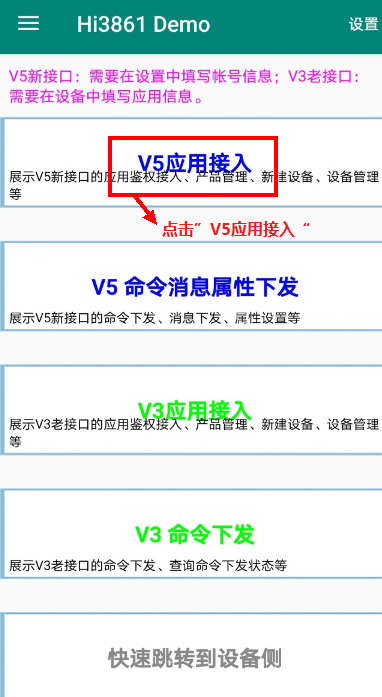 Hi3861 Demo 设置
V5新接口：需要在设置中填写帐号信息；V3老接口：
需要在设备中填写应用信息。
V5应用接入
展示V5新接口的应用鉴权接入、产品管理、新建设备、设备管理
等
点击”V5应用接入“
V5 命令消息属性下发
展示V5新接口的命令下发、消息下发、属性设置等
V3应用接入
展示V3老接口的应用鉴权接入、产品管理、新建设备、设备管理
等
V3 命令下发
展示V3老接口的命令下发、查询命令下发状态等
快速跳转到设备侧